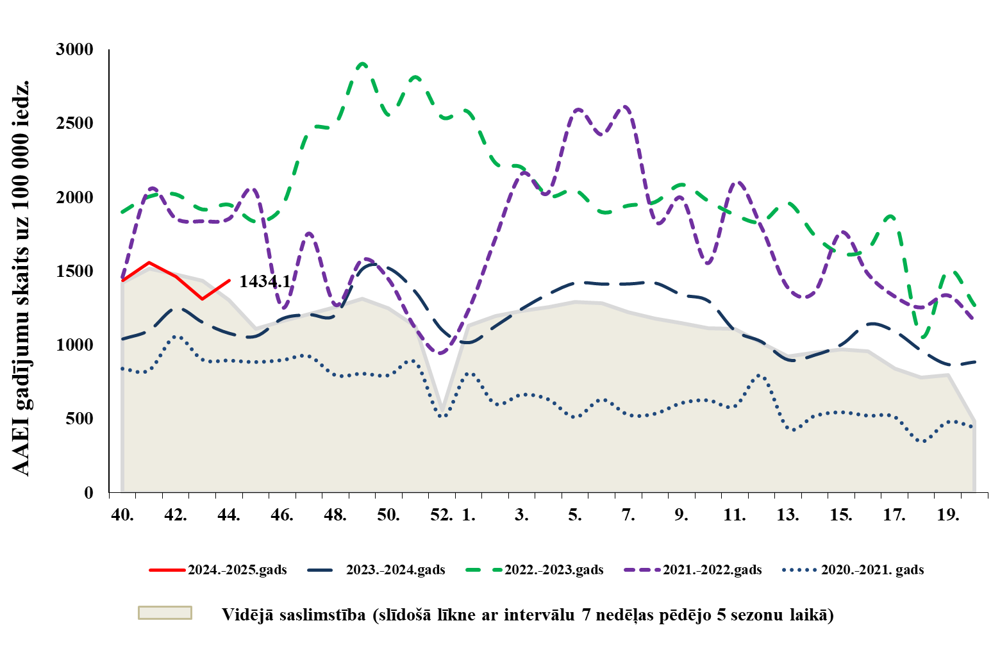 AAEI gadījumu skaits uz 100 000 iedz.
3000
2500
2000
1500
1000
500
0
1434.1
40. 42. 44. 46. 48. 50. 52. 1. 3. 5. 7. 9. 11. 13. 15. 17. 19.
2024.-2025.gads 2023.-2024.gads 2022.-2023.gads 2021.-2022.gads 2020.-2021. gads
Vidējā saslimstība (slīdošā līkne ar intervālu 7 nedēļas pēdējo 5 sezonu laikā)